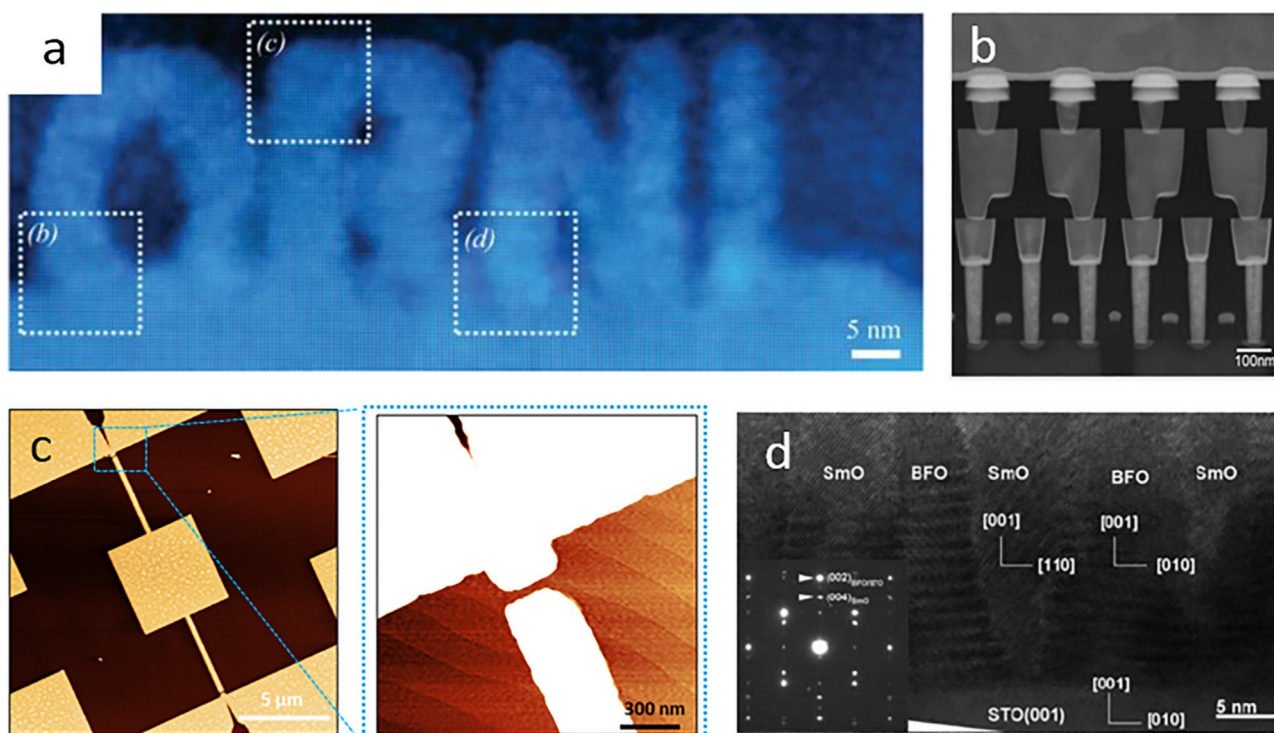 a
(c)
(b)
(d)
ORNL
5 nm
b
100nm
c
5 µm
300 nm
d
SmO BFO SmO BFO SmO
[001] [001]
[110] [010]
(002)BFO/STO
(004)SmO
[001]
STO(001) [010] 5 nm